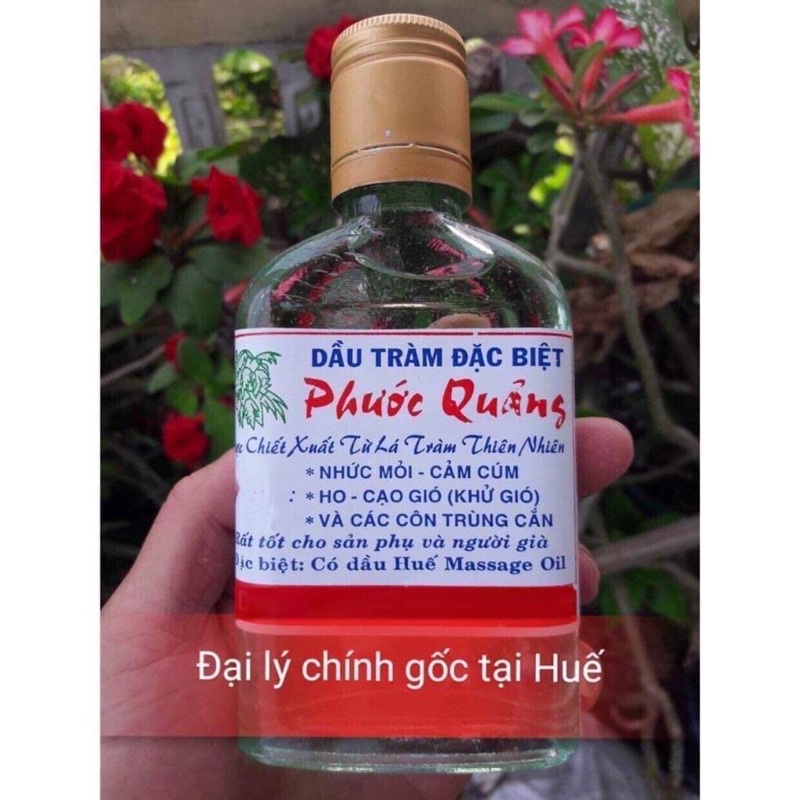 DẦU TRÀM ĐẶC BIỆT
Phước Quảng
Chiết Xuất Từ Lá Tràm Thiên Nhiên
* NHỨC MỎI - CẢM CÚM
: * HO - CẠO GIÓ (KHỬ GIÓ)
* VÀ CÁC CÔN TRÙNG CẮN
Rất tốt cho sản phụ và người già
Đặc biệt: Có dầu Huế Massage Oil
Đại lý chính gốc tại Huế